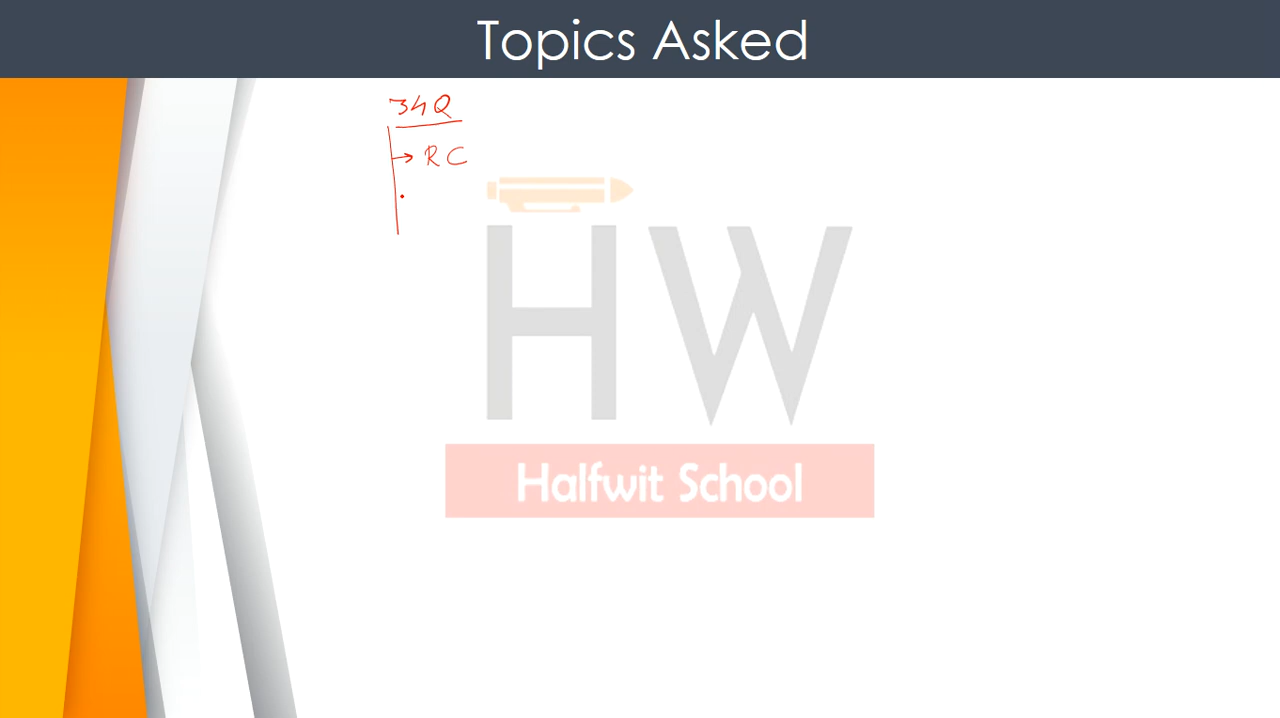 Topics Asked
34Q
→ RC
HW
Halfwit School